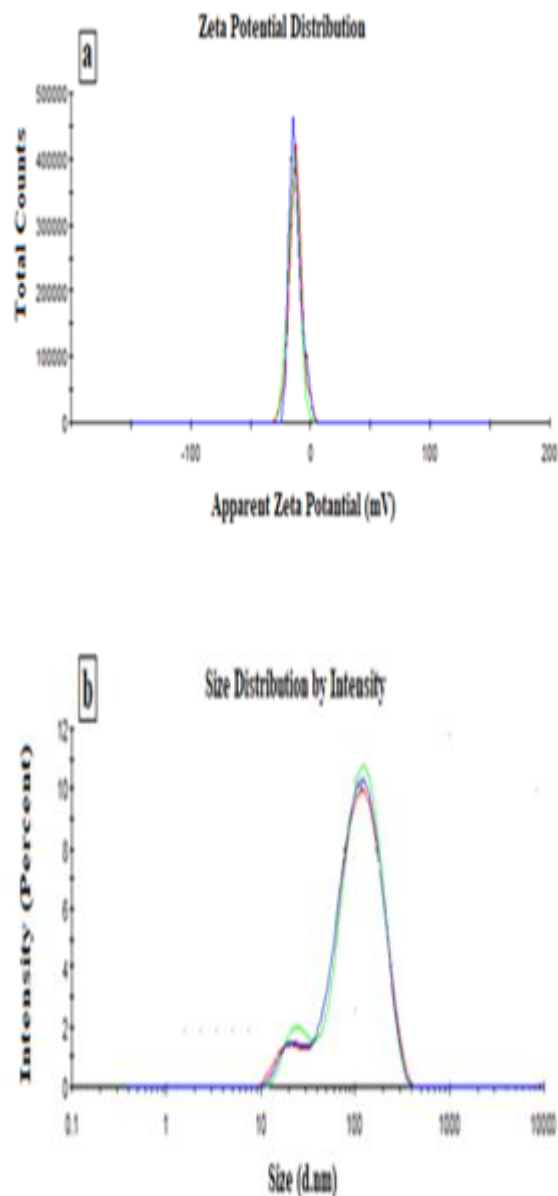 Zeta Potential Distribution
a
500000
400000
300000
200000
100000
0
Total Counts
-100 0 100 200
Apparent Zeta Potantial (mV)
b
Size Distribution by Intensity
12
10
8
6
4
2
0
Intensity (Percent)
0.1 1 10 100 1000 10000
Size (d.nm)